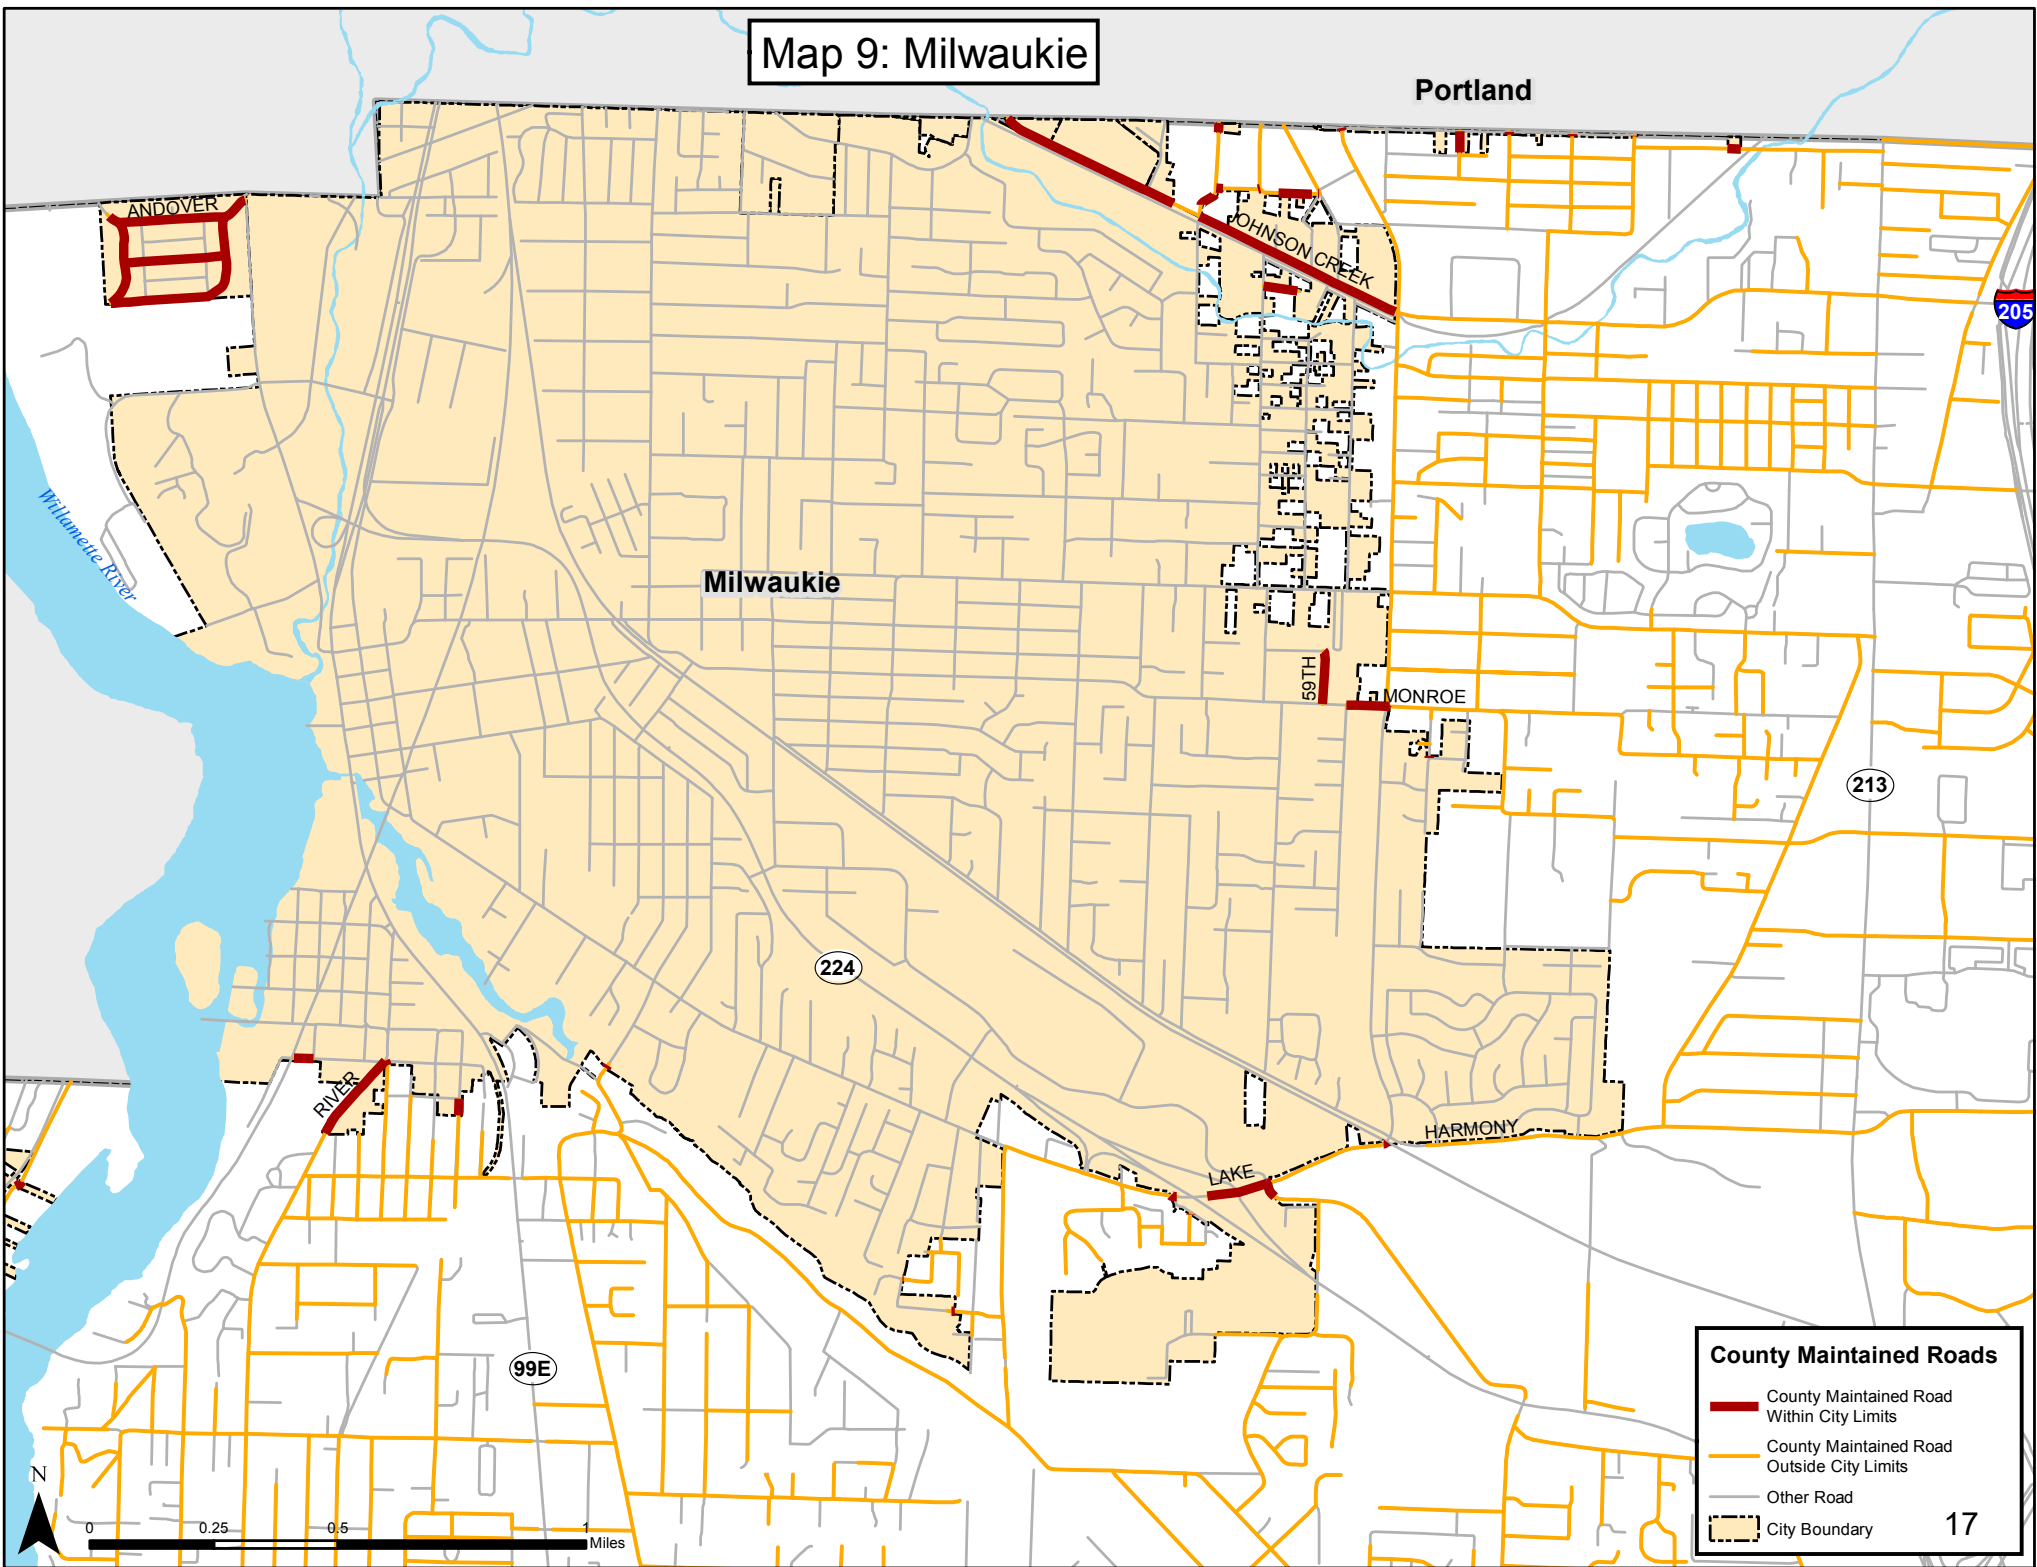 Map 9: Milwaukie
Portland
ANDOVER
JOHNSON CREEK
205
Willamette River
Milwaukie
59TH
MONROE
213
224
RIVER
HARMONY
LAKE
99E
County Maintained Roads
County Maintained Road
Within City Limits
County Maintained Road
Outside City Limits
Other Road
City Boundary
17
N
0 0.25 0.5 1
Miles